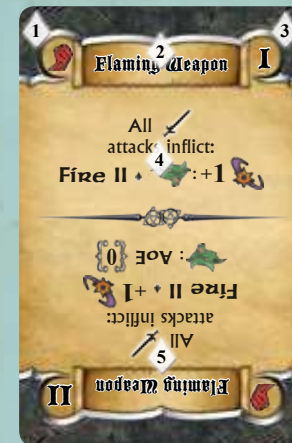 1
2
3
Flaming Weapon
I
All
attacks inflict:
4
Fire II + : +1
: AoE {0}
Fire II + +1
attacks inflict:
All
5
Flaming Weapon
II